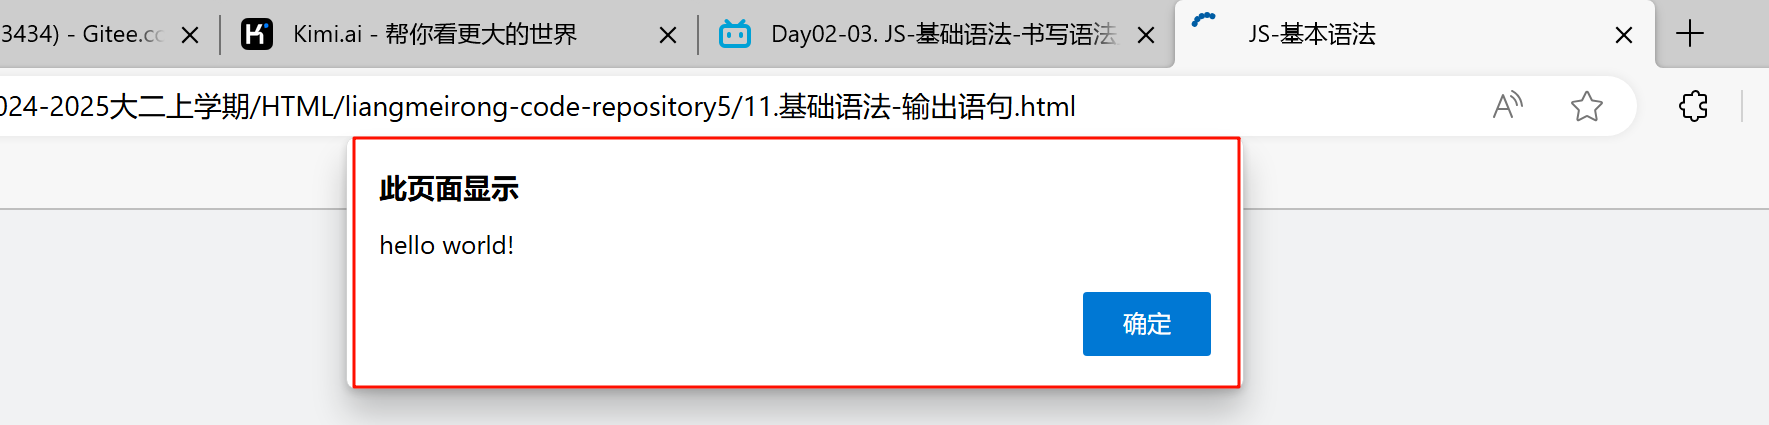 3434) - Gitee.cc
Kimi.ai - 帮你看更大的世界
Day02-03. JS-基础语法-书写语法
JS-基本语法
024-2025大二上学期/HTML/liangmeirong-code-repository5/11.基础语法-输出语句.html
此页面显示
hello world!
确定